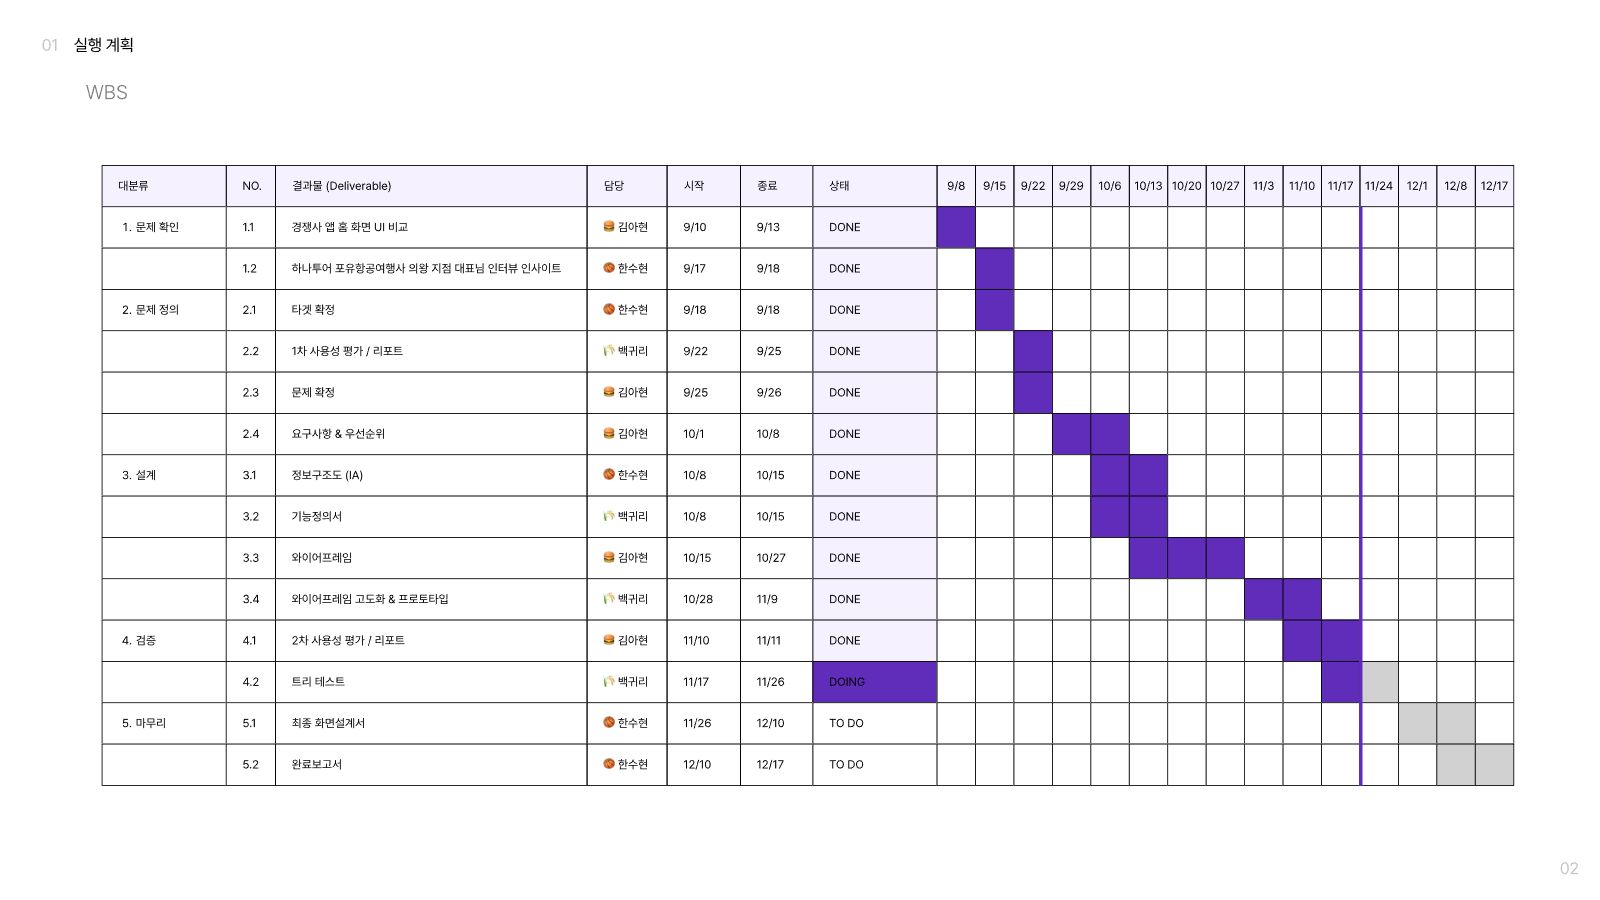 01 실행 계획
WBS
대분류 NO. 결과물 (Deliverable) 담당 시작 종료 상태 9/8 9/15 9/22 9/29 10/6 10/13 10/20 10/27 11/3 11/10 11/17 11/24 12/1 12/8 12/17
1. 문제 확인 1.1 경쟁사 앱 홈 화면 UI 비교 김아현 9/10 9/13 DONE
1.2 하나투어 포유항공여행사 의왕 지점 대표님 인터뷰 인사이트 한수현 9/17 9/18 DONE
2. 문제 정의 2.1 타겟 확정 한수현 9/18 9/18 DONE
2.2 1차 사용성 평가 / 리포트 백귀리 9/22 9/25 DONE
2.3 문제 확정 김아현 9/25 9/26 DONE
2.4 요구사항 & 우선순위 김아현 10/1 10/8 DONE
3. 설계 3.1 정보구조도 (IA) 한수현 10/8 10/15 DONE
3.2 기능정의서 백귀리 10/8 10/15 DONE
3.3 와이어프레임 김아현 10/15 10/27 DONE
3.4 와이어프레임 고도화 & 프로토타입 백귀리 10/28 11/9 DONE
4. 검증 4.1 2차 사용성 평가 / 리포트 김아현 11/10 11/11 DONE
4.2 트리 테스트 백귀리 11/17 11/26 DOING
5. 마무리 5.1 최종 화면설계서 한수현 11/26 12/10 TO DO
5.2 완료보고서 한수현 12/10 12/17 TO DO
02